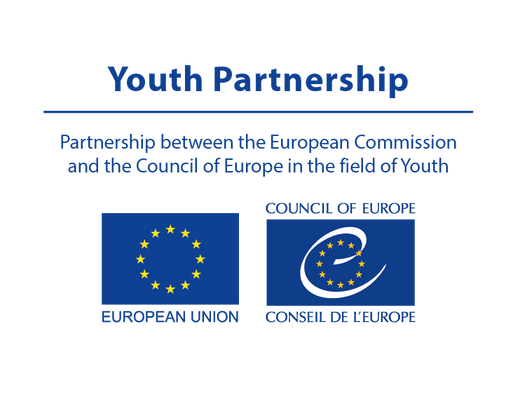 Youth Partnership
Partnership between the European Commission
and the Council of Europe in the field of Youth
COUNCIL OF EUROPE
EUROPEAN UNION
CONSEIL DE L'EUROPE